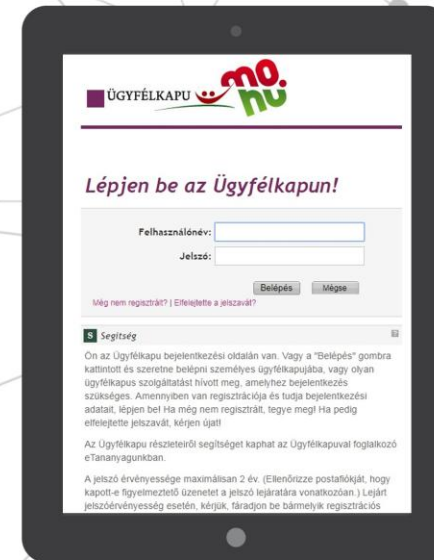 ÜGYFÉLKAPU
mo.
hu
Lépjen be az Ügyfélkapun!
Felhasználónév:
Jelszó:
Belépés Mégse
Még nem regisztrált? | Elfelejtette a jelszavát?
S Segítség
Ön az Ügyfélkapu bejelentkezési oldalán van. Vagy a "Belépés" gombra
kattintott és szeretne belépni személyes ügyfélkapujába, vagy olyan
ügyfélkapus szolgáltatást hívott meg, amelyhez bejelentkezés
szükséges. Amennyiben van regisztrációja és tudja bejelentkezési
adatait, lépjen be! Ha még nem regisztrált, tegye meg! Ha pedig
elfelejtette jelszavát, kérjen újat!
Az Ügyfélkapu részleteiről segítséget kaphat az Ügyfélkapuval foglalkozó
eTananyagunkban.
A jelszó érvényessége maximálisan 2 év. (Ellenőrizze postafiókját, hogy
kapott-e figyelmeztető üzenetet a jelszó lejáratára vonatkozóan.) Lejárt
jelszóérvényesség esetén, kérjük, fáradjon be bármelyik regisztrációs